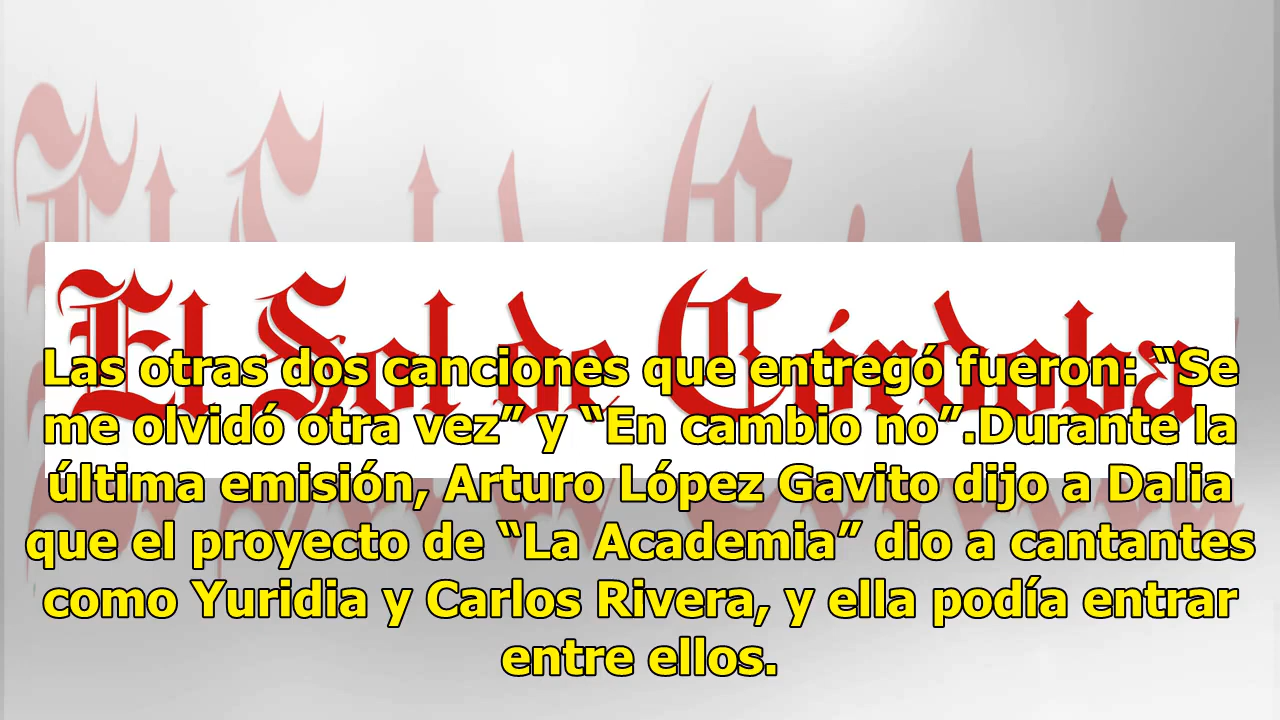 El Sol de Córdoba
Las otras dos canciones que entregó fueron: “Se
me olvidó otra vez” y “En cambio no”.Durante la
última emisión, Arturo López Gavito dijo a Dalia
que el proyecto de “La Academia” dio a cantantes
como Yuridia y Carlos Rivera, y ella podía entrar
entre ellos.